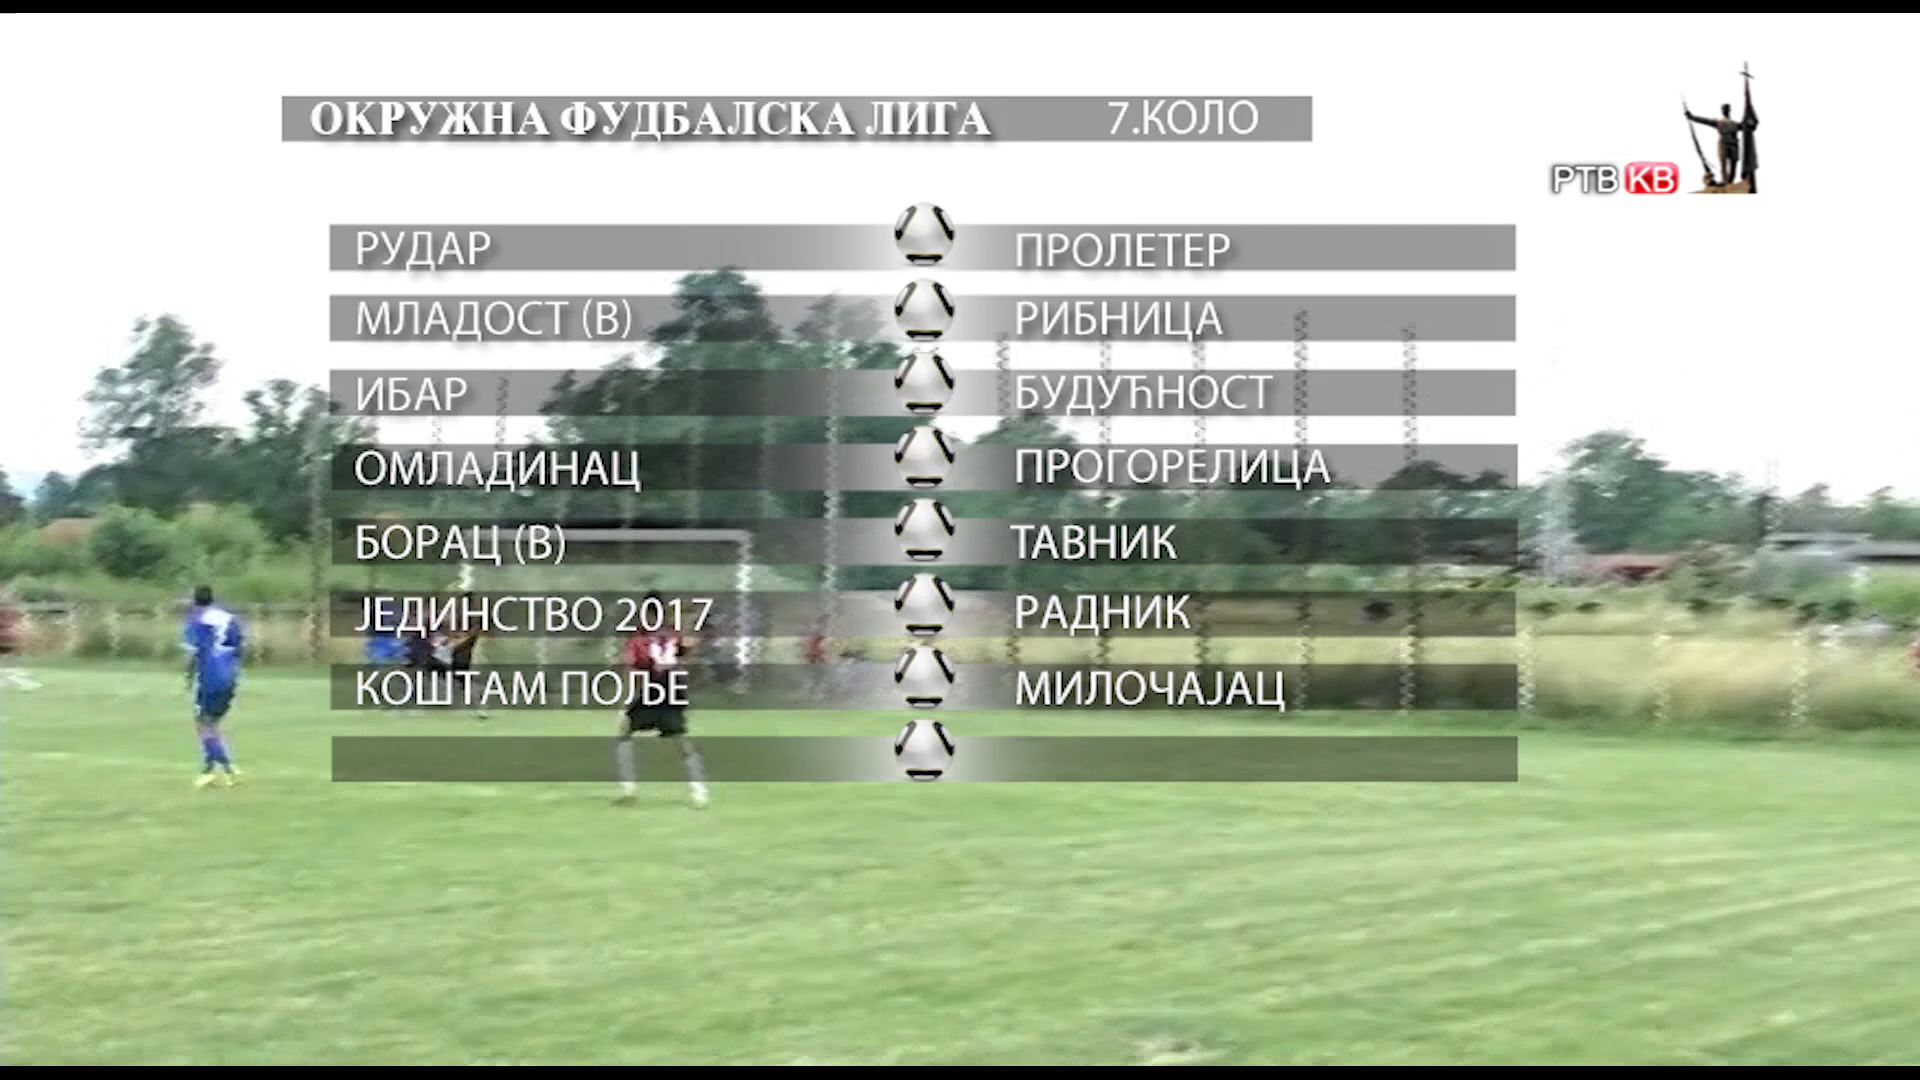 ОКРУЖНА ФУДБАЛСКА ЛИГА 7.КОЛО
РТВ КВ
РУДАР ПРОЛЕТЕР
МЛАДОСТ (В) РИБНИЦА
ИБАР БУДУЋНОСТ
ОМЛАДИНАЦ ПРОГОРЕЛИЦА
БОРАЦ (В) ТАВНИК
ЈЕДИНСТВО 2017 РАДНИК
КОШТАМ ПОЉЕ МИЛОЧАЈАЦ
2